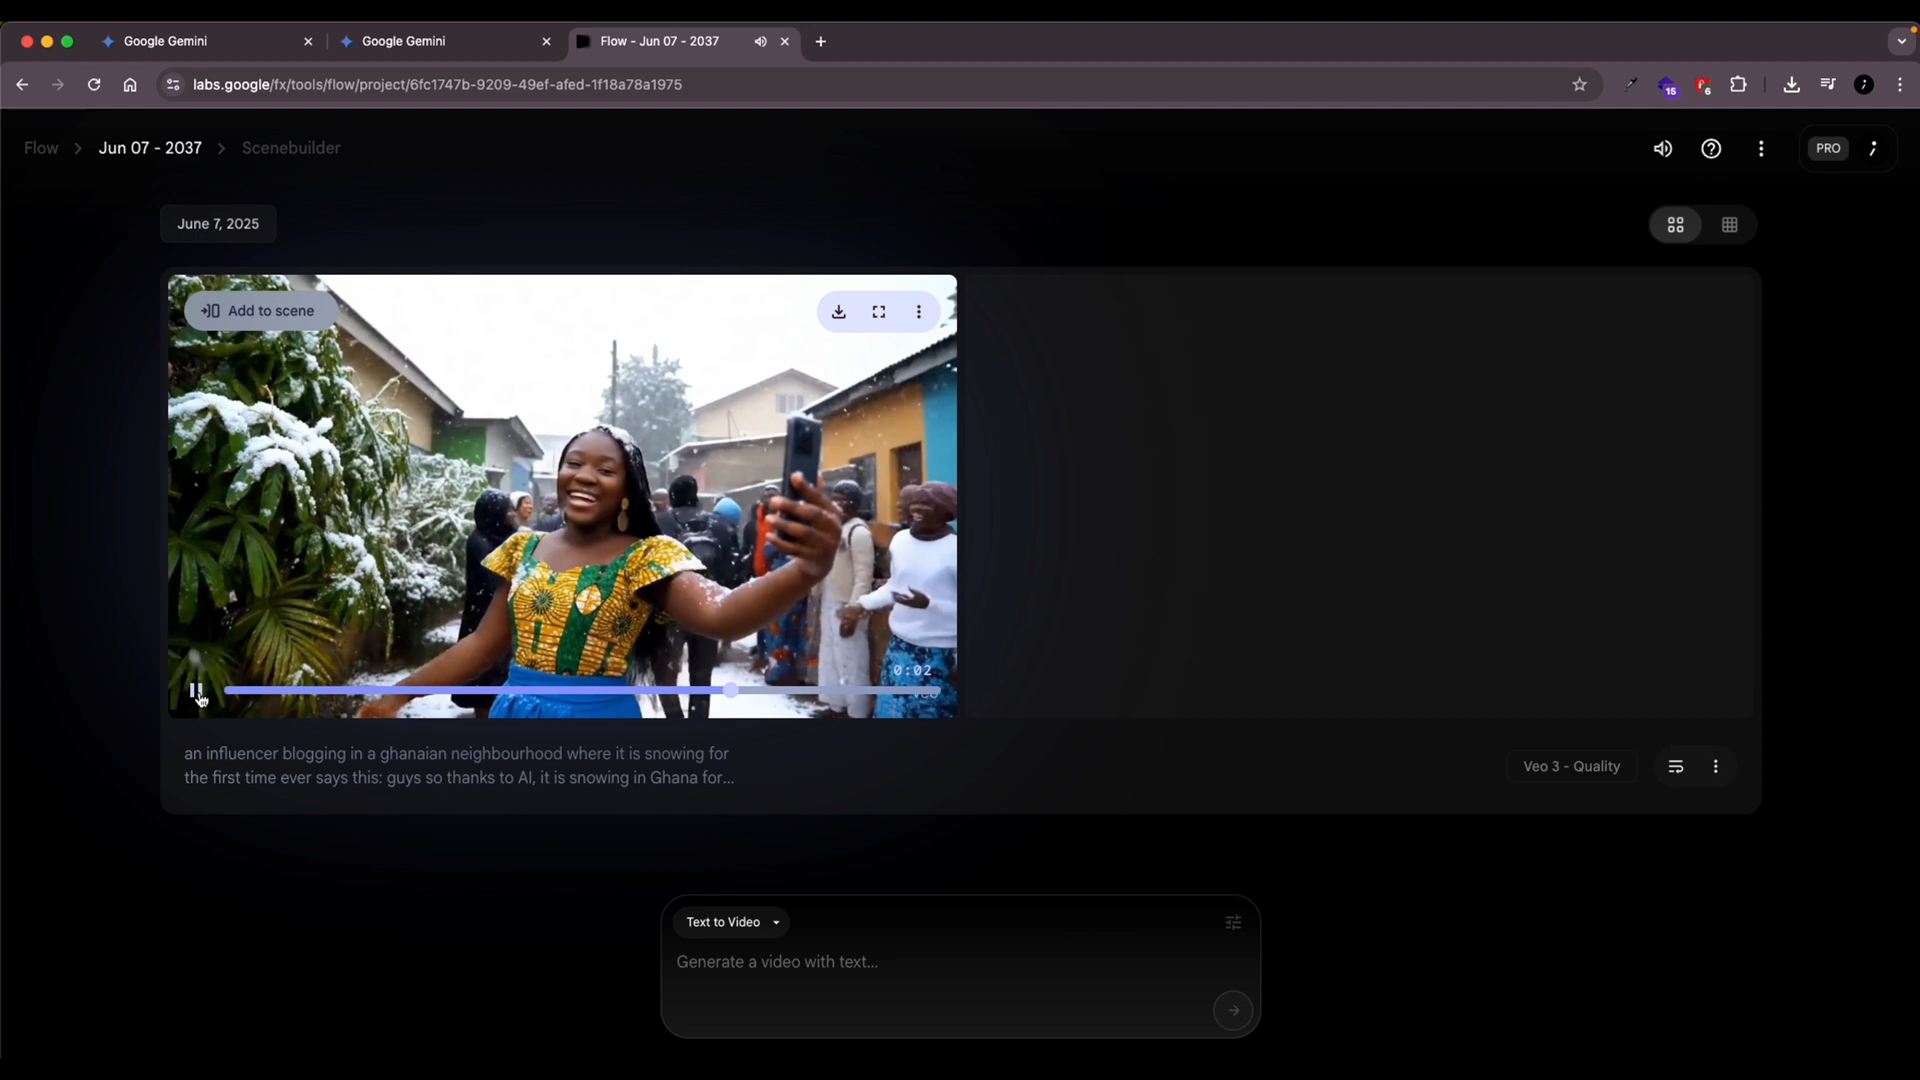 Google Gemini
Google Gemini
Flow - Jun 07 - 2037
labs.google/fx/tools/flow/project/6fc1747b-9209-49ef-afed-1f18a78a1975
15
6
Flow > Jun 07 - 2037 > Scenebuilder
PRO
June 7, 2025
Add to scene
0:02
Veo
an influencer blogging in a ghanaian neighbourhood where it is snowing for
the first time ever says this: guys so thanks to AI, it is snowing in Ghana for...
Veo 3 - Quality
Text to Video
Generate a video with text...